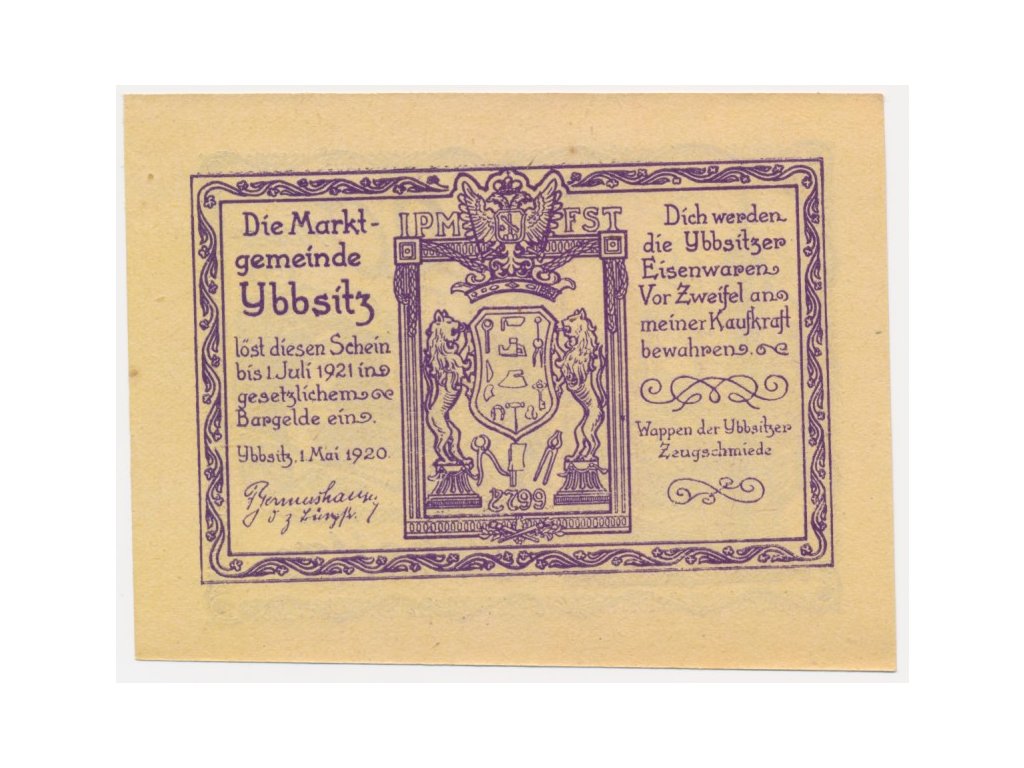 Die Markt-
gemeinde
Ybbsitz
löst diesen Schein
bis 1. Juli 1921 in
gesetzlichem
Bargelde ein.
Ybbsitz, 1. Mai 1920.
IPM FST
Dich werden
die Ybbsitzer
Eisenwaren
Vor Zweifel an
meiner Kaufkraft
bewahren.
Wappen der Ybbsitzer
Zeugschmiede